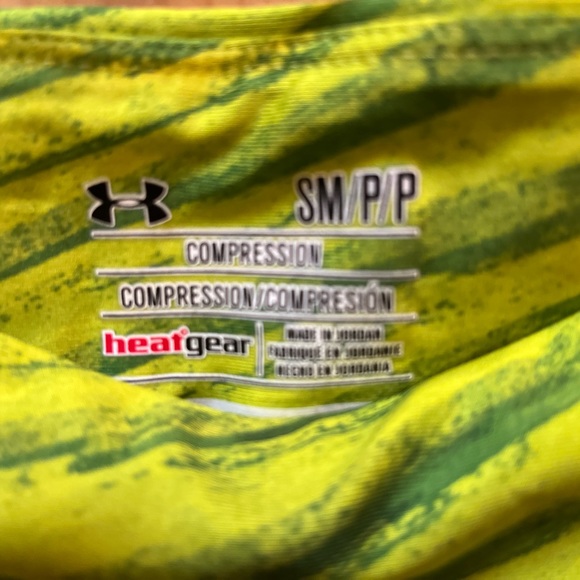 SM/P/P
COMPRESSION
COMPRESSION/COMPRESIÓN
heatgear
MADE IN JORDAN
FABRIQUÉ EN JORDANIE
HECHO EN JORDANIA